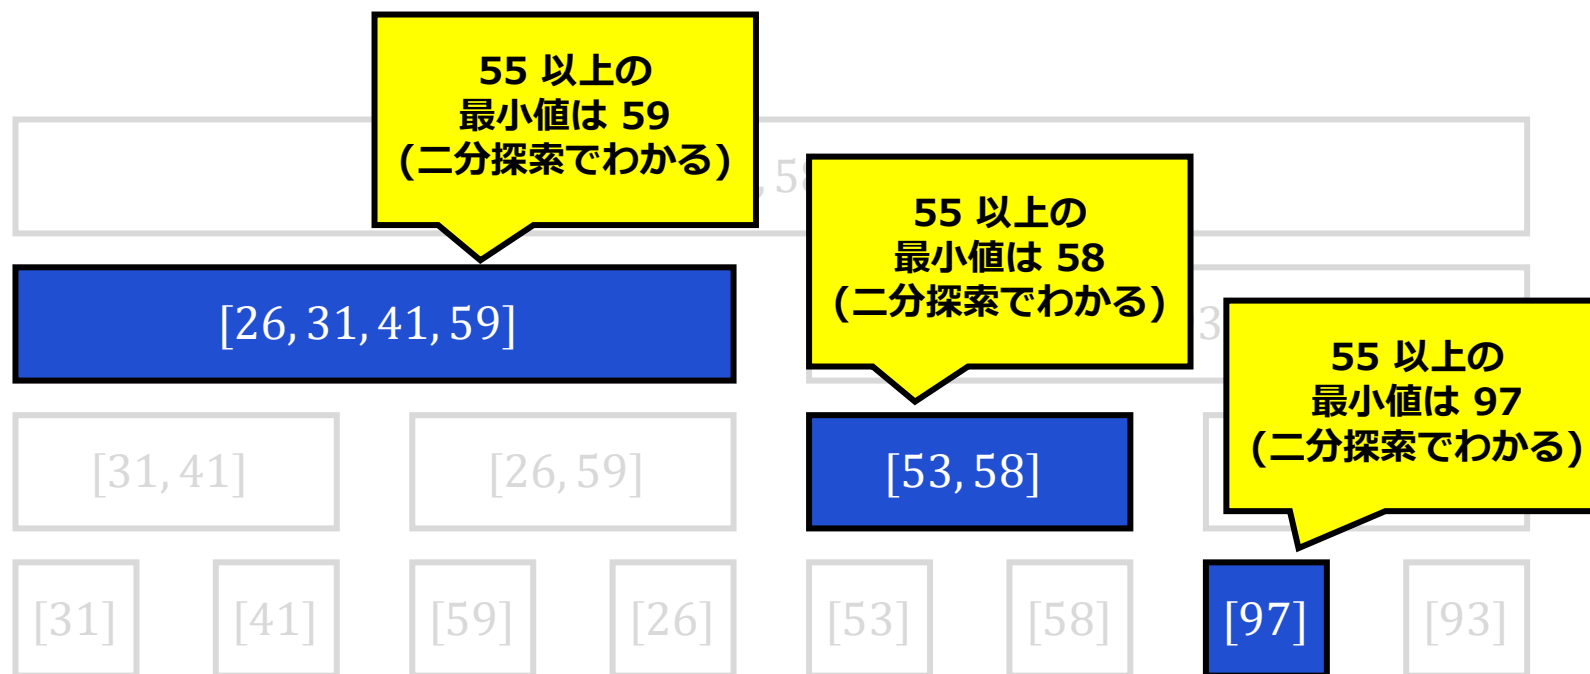 55 以上の
最小値は 59
(二分探索でわかる)
, 58
55 以上の
最小値は 58
(二分探索でわかる)
[26, 31, 41, 59]
3
55 以上の
最小値は 97
(二分探索でわかる)
[31, 41]
[26, 59]
[53, 58]
[31]
[41]
[59]
[26]
[53]
[58]
[97]
[93]